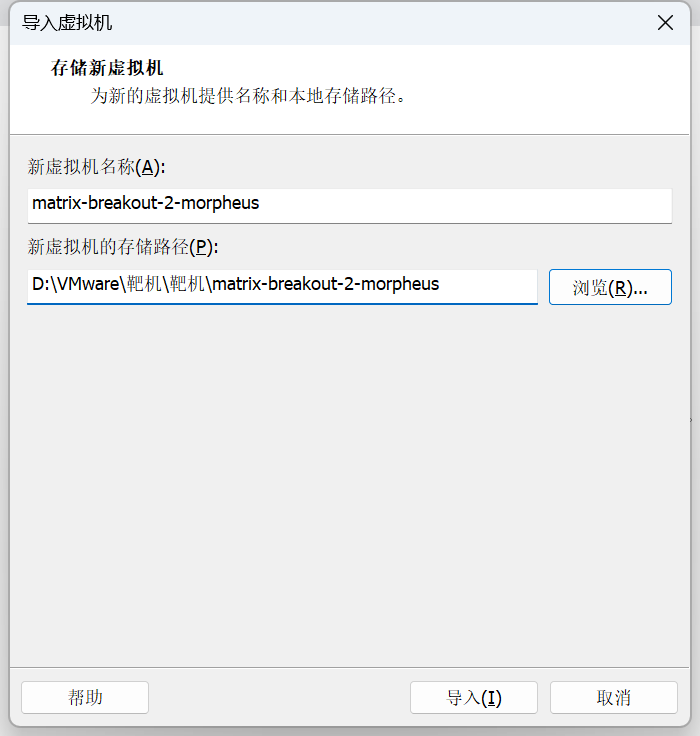 导入虚拟机
存储新虚拟机
为新的虚拟机提供名称和本地存储路径。
新虚拟机名称(A):
matrix-breakout-2-morpheus
新虚拟机的存储路径(P):
D:\VMware\靶机\靶机\matrix-breakout-2-morpheus
浏览(R)...
帮助
导入(I)
取消